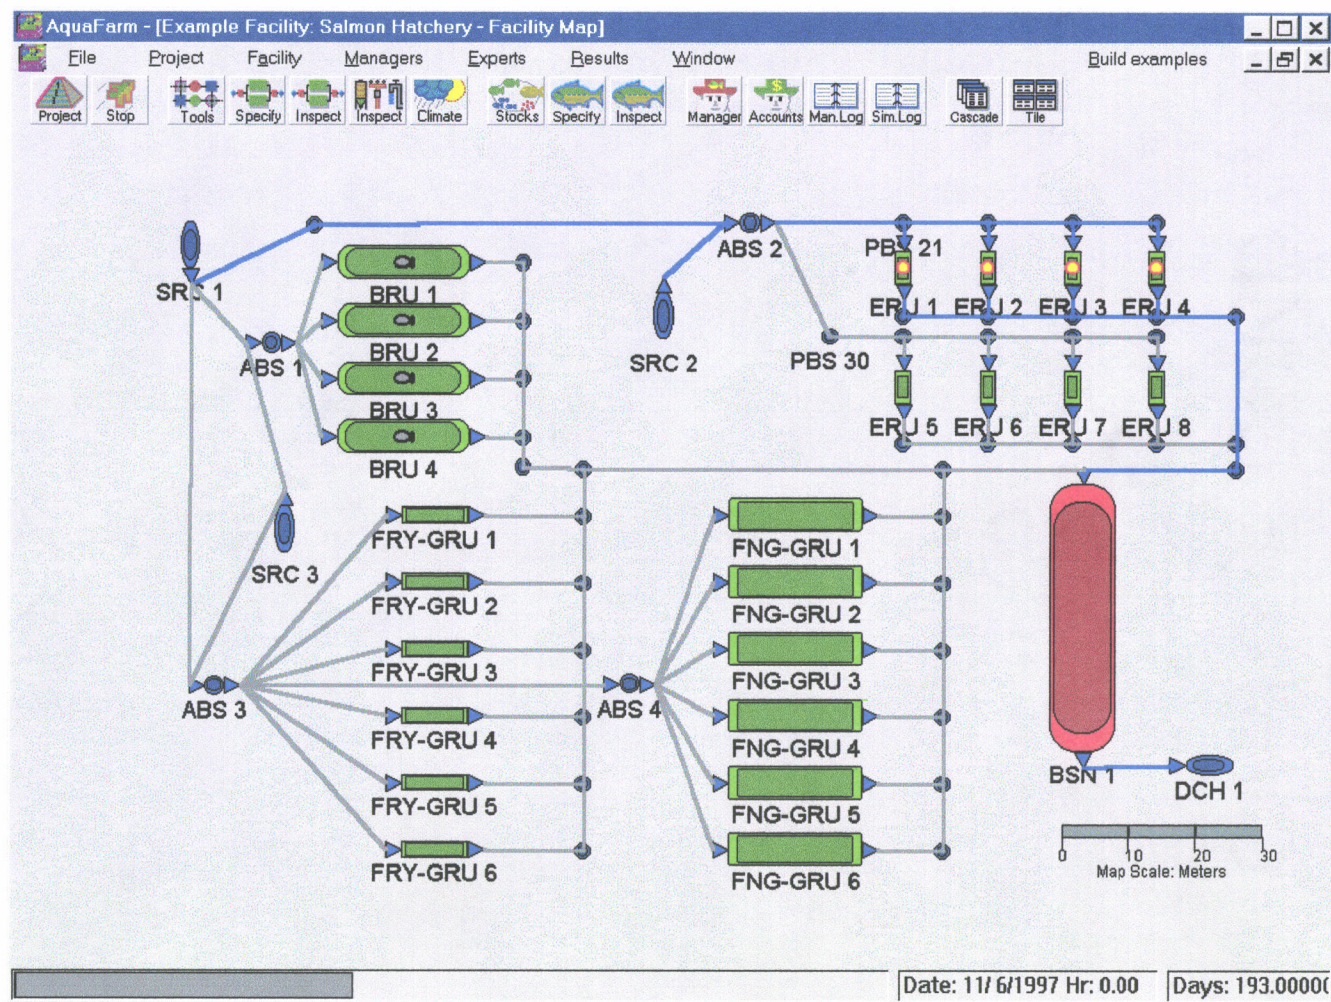 AquaFarm - [Example Facility: Salmon Hatchery - Facility Map]
File Project Facility Managers Experts Results Window Build examples
Project Stop Tools Specify Inspect Inspect Climate Stocks Specify Inspect Manager Accounts Man.Log Sim.Log Cascade Tile
SRC 1
ABS 2
PBS 21
BRU 1
ERU 1 ERU 2 ERU 3 ERU 4
BRU 2
ABS 1
SRC 2
PBS 30
BRU 3
ERU 5 ERU 6 ERU 7 ERU 8
BRU 4
FRY-GRU 1
FNG-GRU 1
SRC 3
FRY-GRU 2
FNG-GRU 2
FRY-GRU 3
FNG-GRU 3
ABS 3
ABS 4
FRY-GRU 4
FNG-GRU 4
BSN 1
DCH 1
FRY-GRU 5
FNG-GRU 5
0 10 20 30
Map Scale: Meters
FRY-GRU 6
FNG-GRU 6
Date: 11/ 6/1997 Hr: 0.00 Days: 193.0000